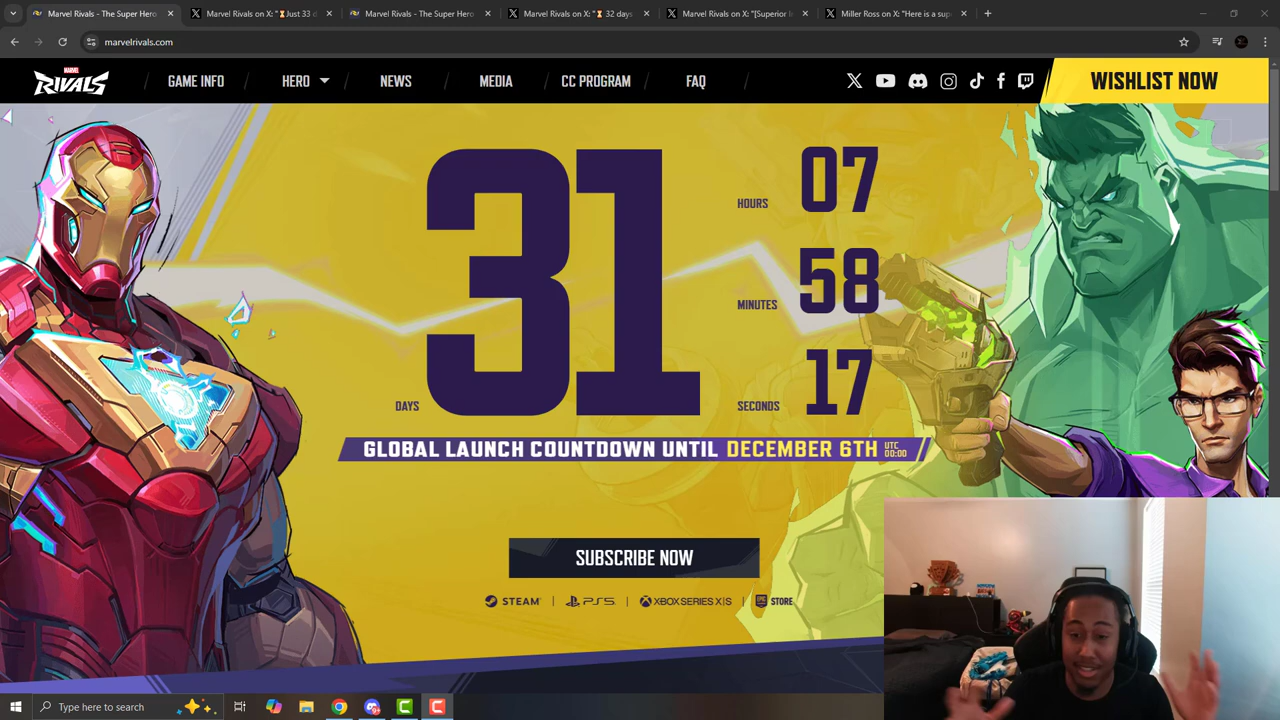 Marvel Rivals - The Super Hero
Marvel Rivals on X: "⌛Just 33 d
Marvel Rivals - The Super Hero
Marvel Rivals on X: "⌛ 32 days
Marvel Rivals on X: "[Superior I
Miller Ross on X: "Here is a sup
marvelrivals.com
MARVEL
RIVALS
GAME INFO
HERO
NEWS
MEDIA
CC PROGRAM
FAQ
WISHLIST NOW
31
DAYS
HOURS
07
MINUTES
58
SECONDS
17
GLOBAL LAUNCH COUNTDOWN UNTIL DECEMBER 6TH UTC 00:00
SUBSCRIBE NOW
STEAM | PS5 | XBOX SERIES X|S | EPIC STORE
Type here to search